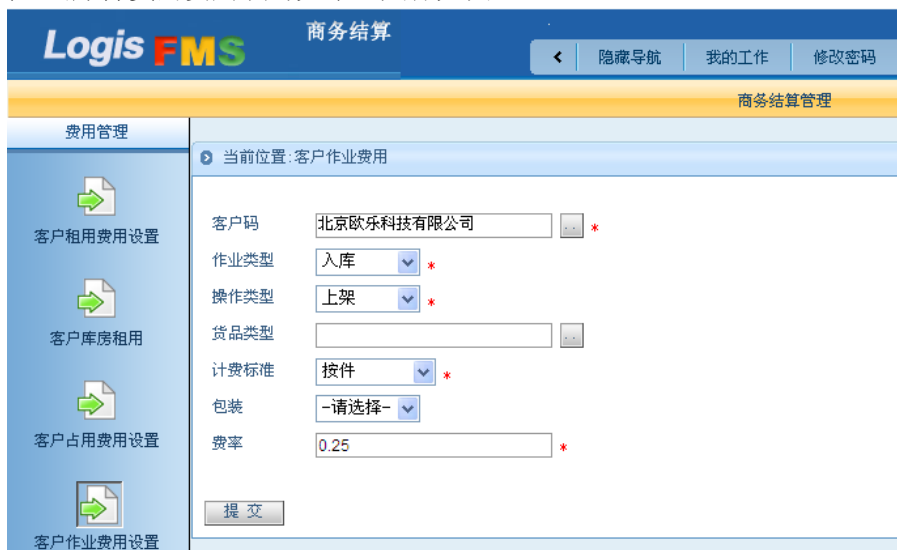 Logis FMS
商务结算
隐藏导航 我的工作 修改密码
商务结算管理
费用管理
当前位置:客户作业费用
客户租用费用设置
客户库房租用
客户占用费用设置
客户作业费用设置
客户码 北京欧乐科技有限公司 .. *
作业类型 入库 *
操作类型 上架 *
货品类型 ..
计费标准 按件 *
包装 -请选择-
费率 0.25 *
提 交